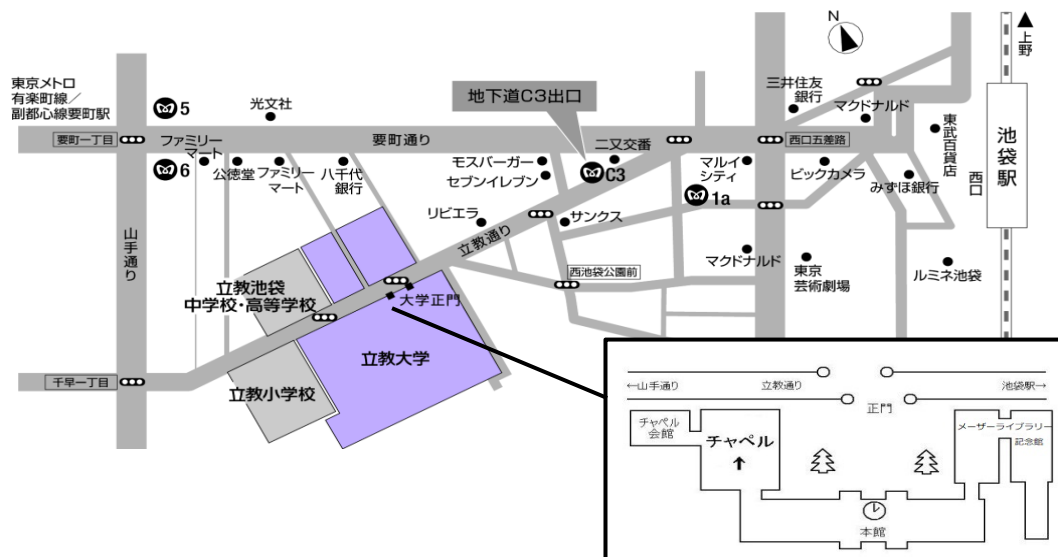 N
上野
東京メトロ
有楽町線／
副都心線要町駅
5
光文社
地下道C3出口
三井住友
銀行
マクドナルド
東武百貨店
西口
池袋駅
要町一丁目
ファミリー
マート
要町通り
二又交番
西口五差路
6
公徳堂
ファミリー
マート
八千代
銀行
モスバーガー
セブンイレブン
C3
マルイ
シティ
ビックカメラ
みずほ銀行
1a
山手通り
リビエラ
立教通り
サンクス
マクドナルド
東京
芸術劇場
ルミネ池袋
西池袋公園前
立教池袋
中学校・高等学校
大学正門
立教大学
千早一丁目
立教小学校
←山手通り
立教通り
池袋駅→
正門
チャペル
会館
チャペル
↑
メーザーライブラリー
記念館
本館